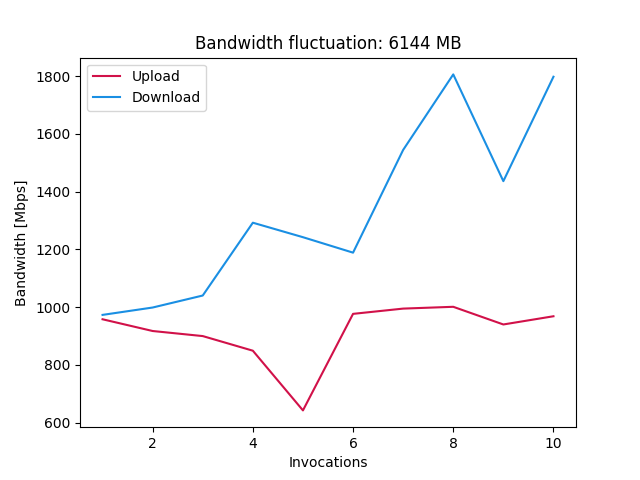 Bandwidth fluctuation: 6144 MB
Upload
Download
1800
1600
1400
1200
1000
800
600
Bandwidth [Mbps]
2 4 6 8 10
Invocations